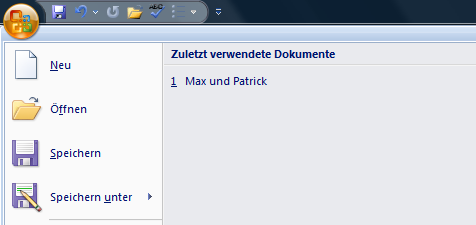 Zuletzt verwendete Dokumente
1 Max und Patrick
Neu
Öffnen
Speichern
Speichern unter